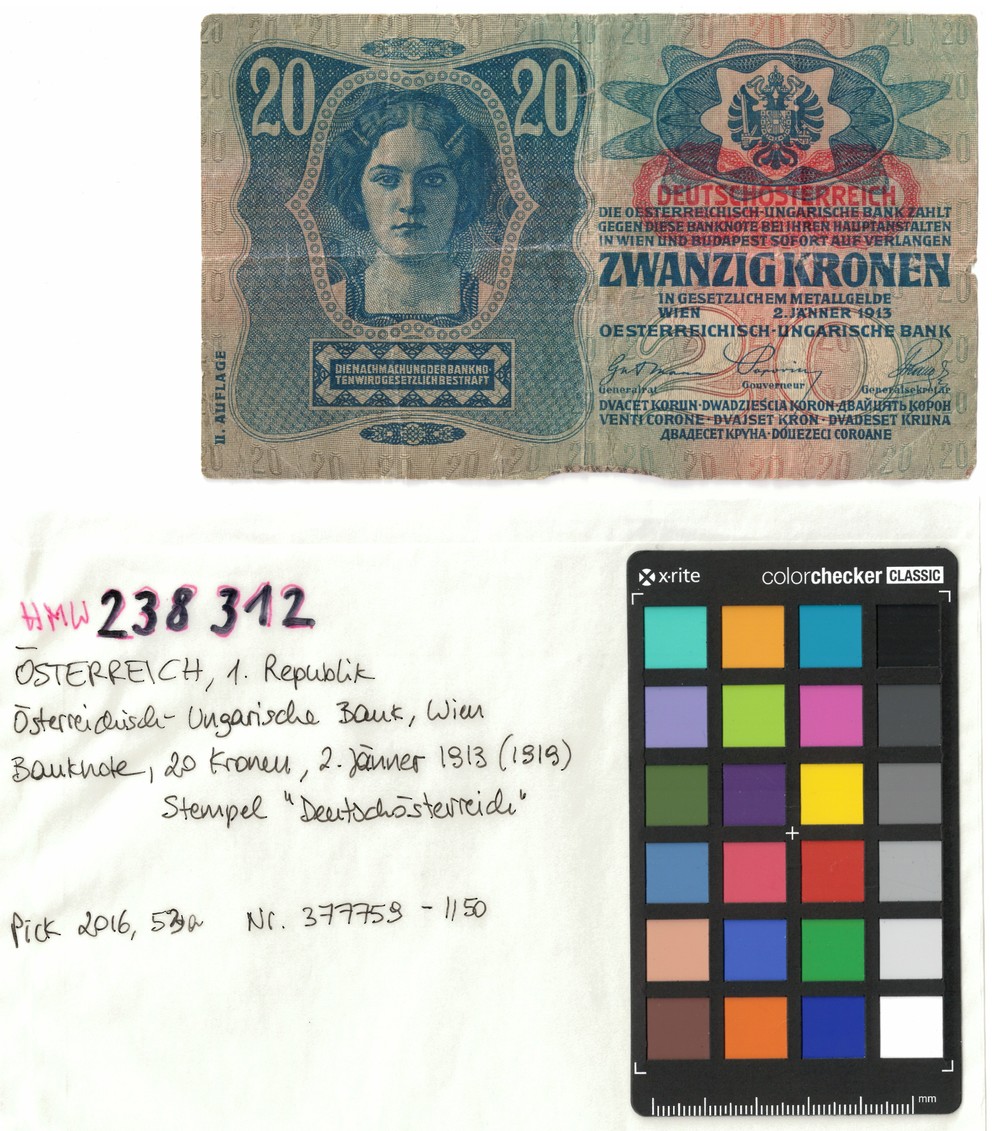 20 20
DEUTSCHÖSTERREICH
DIE OESTERREICHISCH-UNGARISCHE BANK ZAHLT
GEGEN DIESE BANKNOTE BEI IHREN HAUPTANSTALTEN
IN WIEN UND BUDAPEST SOFORT AUF VERLANGEN
ZWANZIG KRONEN
IN GESETZLICHEM METALLGELDE
WIEN 2. JÄNNER 1913
OESTERREICHISCH-UNGARISCHE BANK
20
Generalrat Gouverneur Generalsekretär
DVACET KORUN·DWADZIEŚCIA KORON·ДВАЙЦЯТЬ КОРОН
VENTI CORONE·DVAJSET KRON·DVADESET KRUNA
ДВАДЕСЕТ КРУНА·DOUEZECI COROANE
DIE NACHMACHUNG DER BANKNO-
TEN WIRD GESETZLICH BESTRAFT
II. AUFLAGE
HMW 238 312
ÖSTERREICH, 1. Republik
Österreichisch-Ungarische Bank, Wien
Banknote, 20 Kronen, 2. Jänner 1913 (1919)
Stempel "Deutschösterreich"
Pick 2016, Nr. 377759 - 1150
x-rite
colorchecker CLASSIC
mm